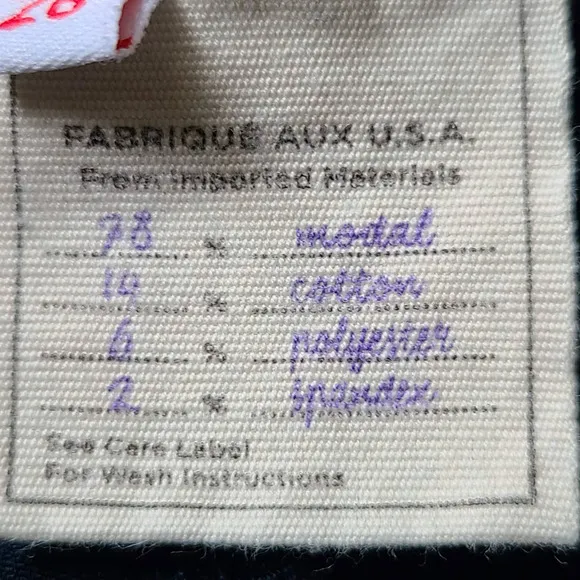 28
FABRIQUÉ AUX U.S.A.
From Imported Materials
78 % modal
14 % cotton
6 % polyester
2 % spandex
See Care Label
For Wash Instructions